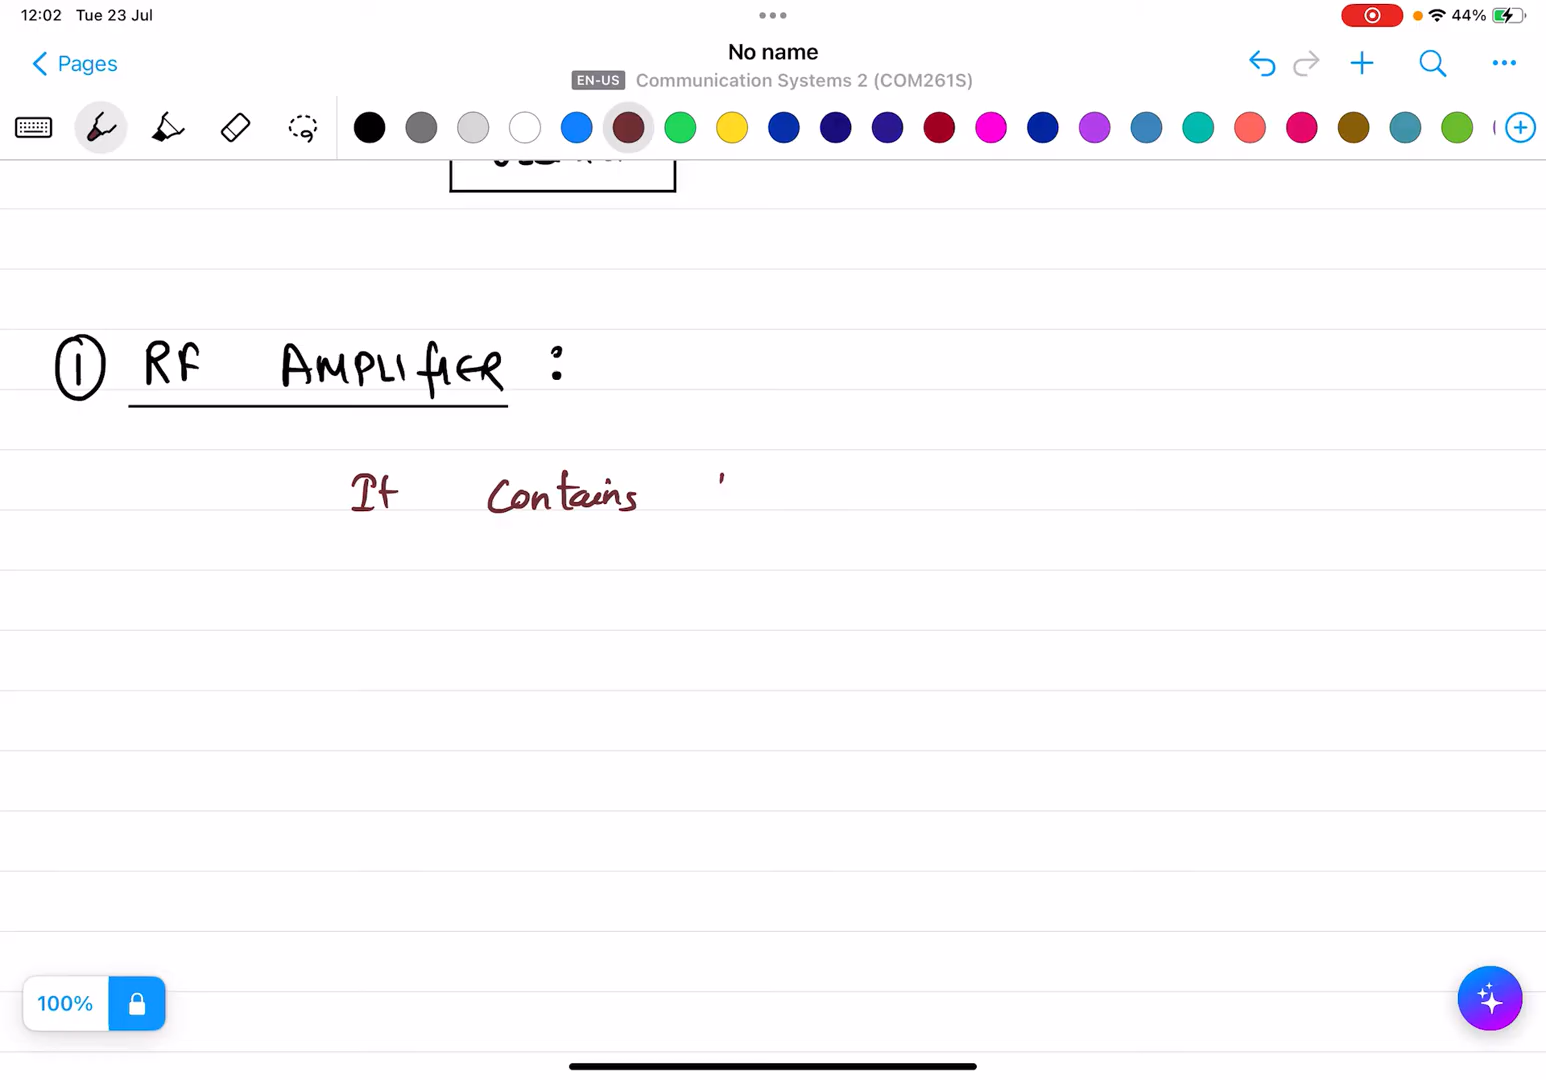 12:02 Tue 23 Jul
44%
Pages
No name
EN-US Communication Systems 2 (COM261S)
① RF AMPLIFIER :
It Contains '
100%